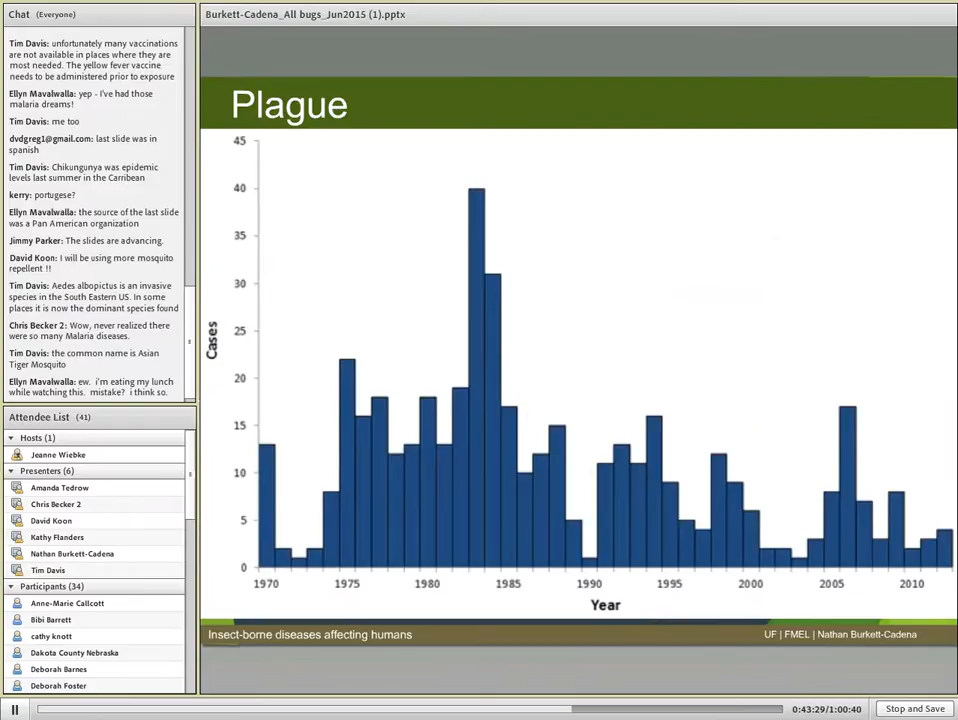 Chat (Everyone)
Tim Davis: unfortunately many vaccinations
are not available in places where they are
most needed. The yellow fever vaccine
needs to be administered prior to exposure
Ellyn Mavalwalla: yep - I've had those
malaria dreams!
Tim Davis: me too
dvdgreg1@gmail.com: last slide was in
spanish
Tim Davis: Chikungunya was epidemic
levels last summer in the Carribean
kerry: portugese?
Ellyn Mavalwalla: the source of the last slide
was a Pan American organization
Jimmy Parker: The slides are advancing.
David Koon: I will be using more mosquito
repellent !!
Tim Davis: Aedes albopictus is an invasive
species in the South Eastern US. In some
places it is now the dominant species found
Chris Becker 2: Wow, never realized there
were so many Malaria diseases.
Tim Davis: the common name is Asian
Tiger Mosquito
Ellyn Mavalwalla: ew. i'm eating my lunch
while watching this. mistake? i think so.
Attendee List (41)
Hosts (1)
Jeanne Wiebke
Presenters (6)
Amanda Tedrow
Chris Becker 2
David Koon
Kathy Flanders
Nathan Burkett-Cadena
Tim Davis
Participants (34)
Anne-Marie Callcott
Bibi Barrett
cathy knott
Dakota County Nebraska
Deborah Barnes
Deborah Foster
Burkett-Cadena_All bugs_Jun2015 (1).pptx
Plague
45
40
35
30
25
20
15
10
5
0
Cases
1970 1975 1980 1985 1990 1995 2000 2005 2010
Year
Insect-borne diseases affecting humans
UF | FMEL | Nathan Burkett-Cadena
0:43:29/1:00:40
Stop and Save